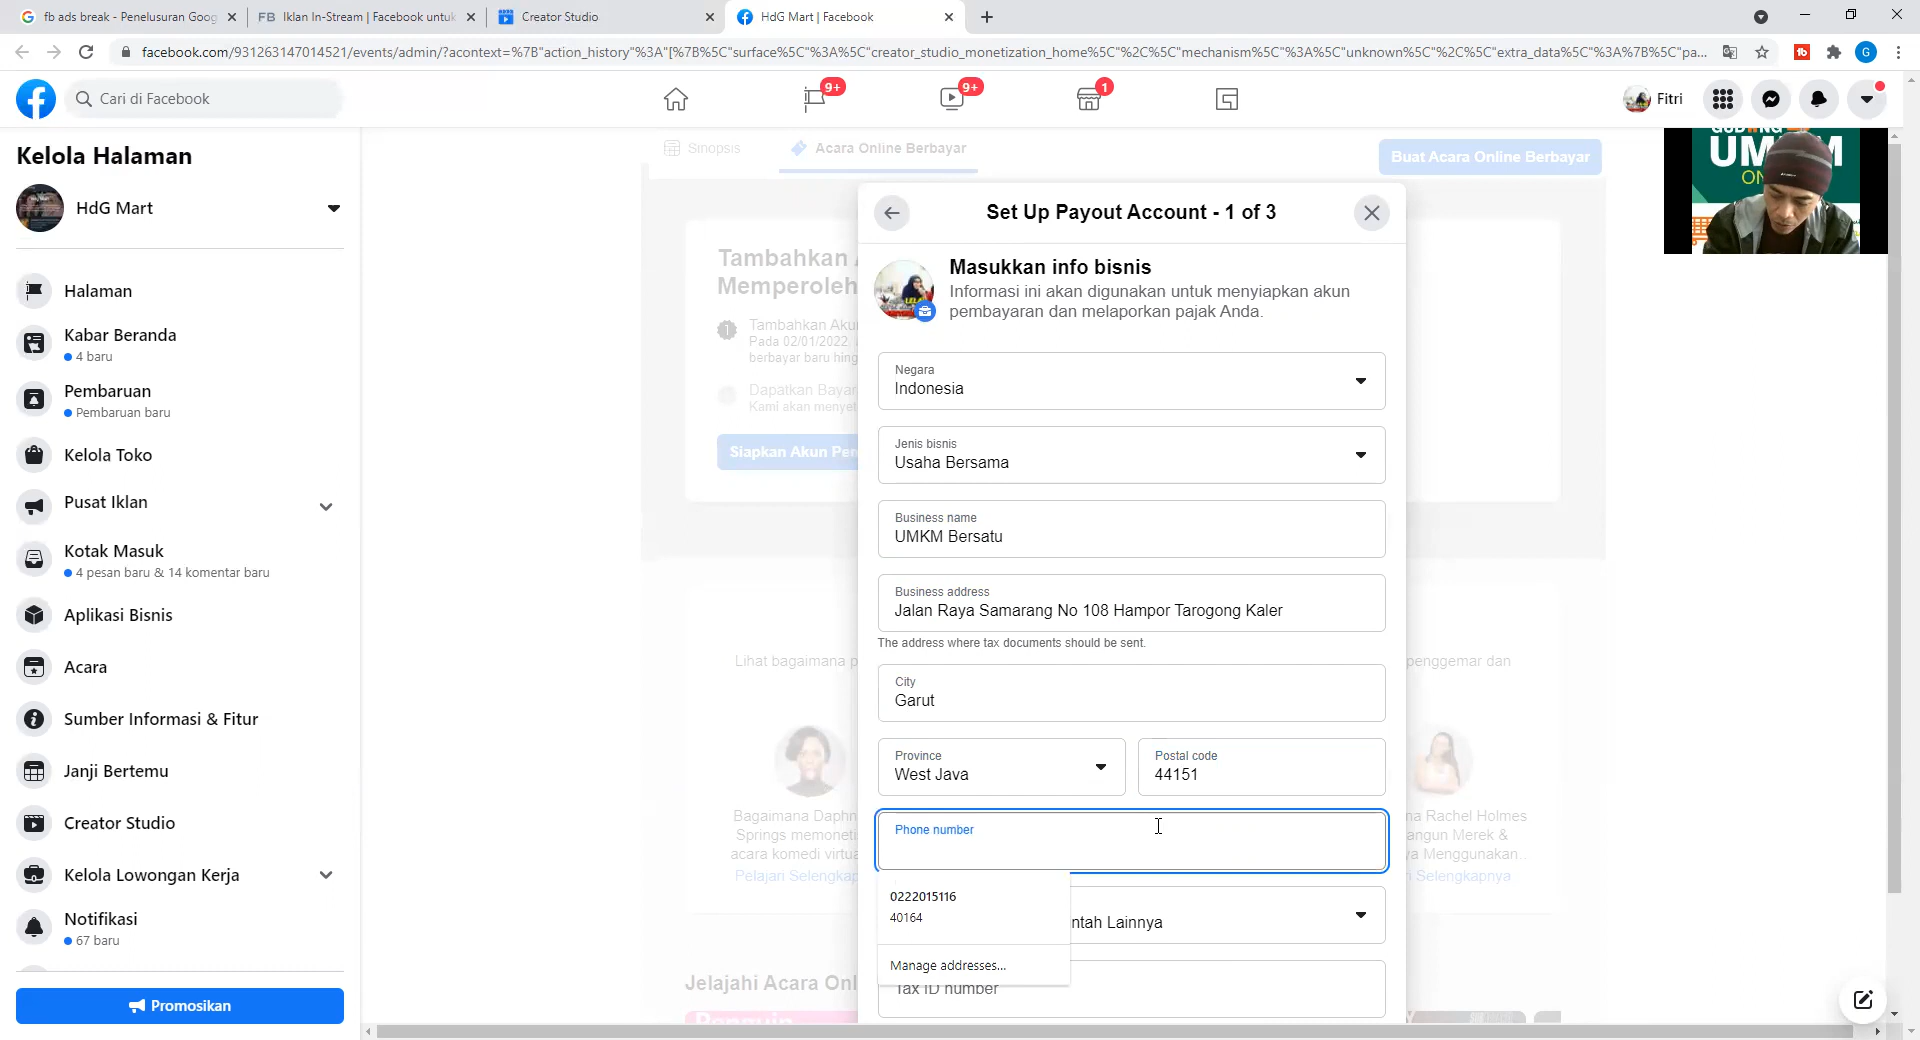 fb ads break - Penelusuran Goog
Iklan In-Stream | Facebook untuk
Creator Studio
HdG Mart | Facebook
facebook.com/931263147014521/events/admin/?acontext=%7B"action_history"%3A"[%7B%5C"surface%5C"%3A%5C"creator_studio_monetization_home%5C"%2C%5C"mechanism%5C"%3A%5C"unknown%5C"%2C%5C"extra_data%5C"%3A%7B%5C"pa...
Cari di Facebook
9+
9+
1
Fitri
Kelola Halaman
HdG Mart
Halaman
Kabar Beranda
4 baru
Pembaruan
Pembaruan baru
Kelola Toko
Pusat Iklan
Kotak Masuk
4 pesan baru & 14 komentar baru
Aplikasi Bisnis
Acara
Sumber Informasi & Fitur
Janji Bertemu
Creator Studio
Kelola Lowongan Kerja
Notifikasi
67 baru
Promosikan
Sinopsis
Acara Online Berbayar
Buat Acara Online Berbayar
Tambahkan
Memperoleh
Tambahkan Aku
Pada 02/01/2022,
berbayar baru hing
Dapatkan Bayar
Kami akan menyel
Siapkan Akun Pem
Lihat bagaimana p
penggemar dan
Bagaimana Daphn
Springs memoneti
acara komedi virtua
Pelajari Selengkap
na Rachel Holmes
angun Merek &
ya Menggunakan..
Selengkapnya
Jelajahi Acara Onl
Penguin
Set Up Payout Account - 1 of 3
Masukkan info bisnis
Informasi ini akan digunakan untuk menyiapkan akun
pembayaran dan melaporkan pajak Anda.
Negara
Indonesia
Jenis bisnis
Usaha Bersama
Business name
UMKM Bersatu
Business address
Jalan Raya Samarang No 108 Hampor Tarogong Kaler
The address where tax documents should be sent.
City
Garut
Province
West Java
Postal code
44151
Phone number
0222015116
40164
Manage addresses...
ntah Lainnya
Tax ID number